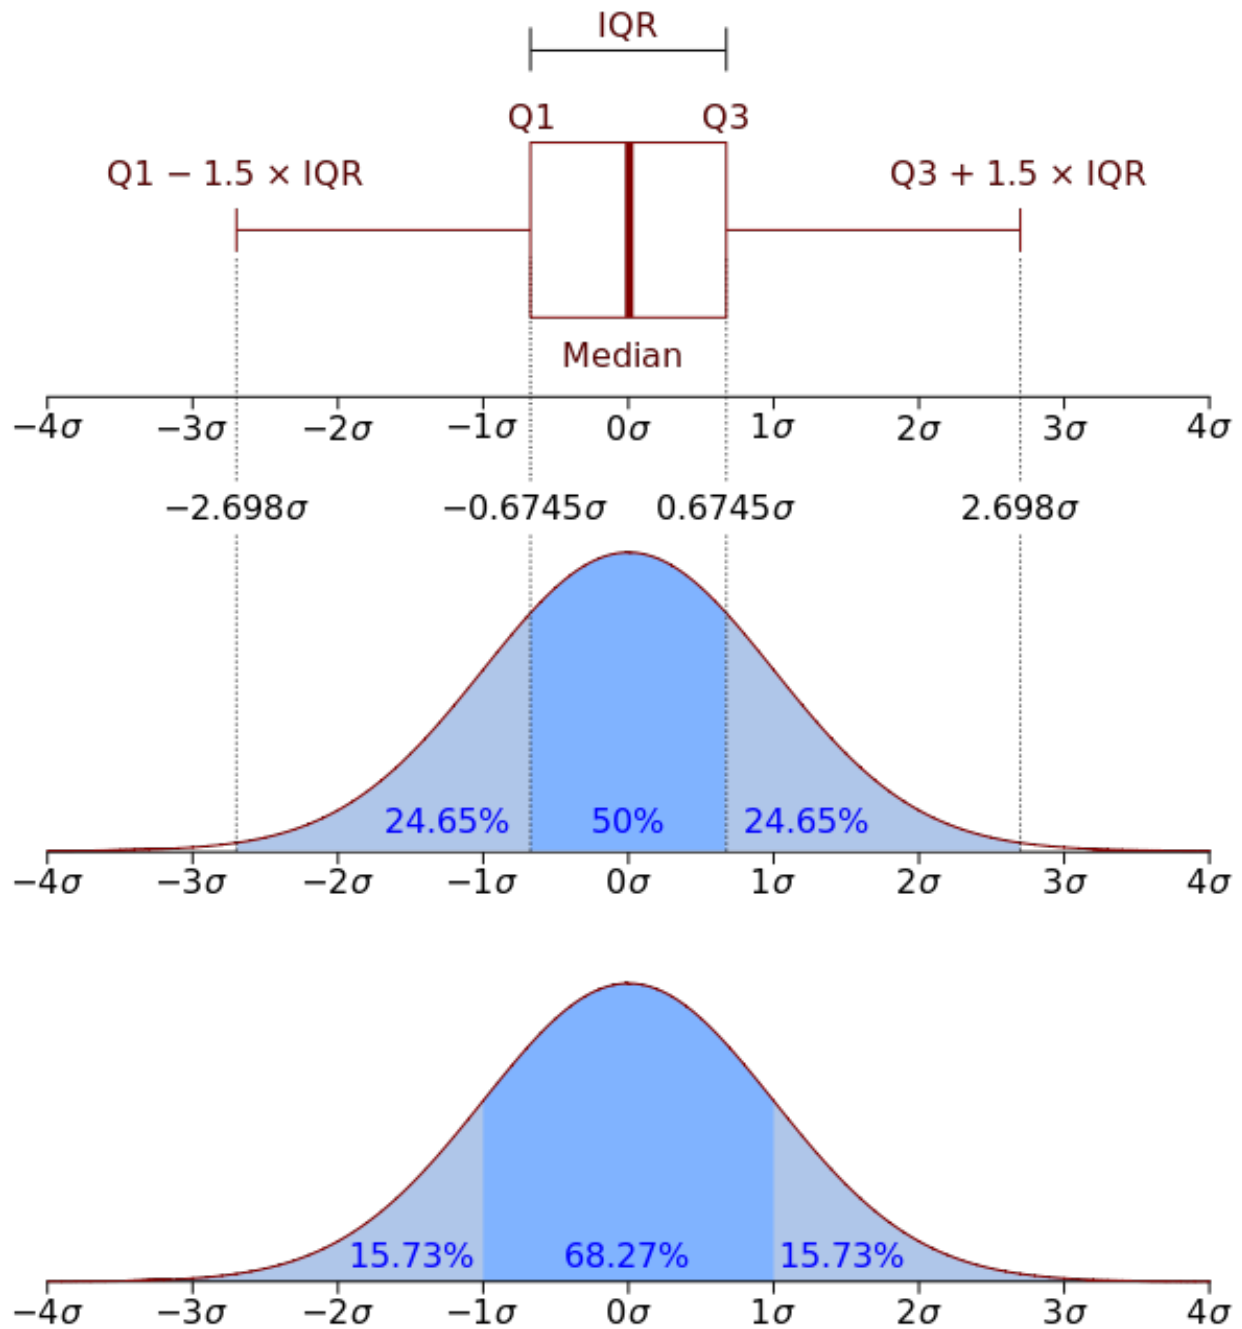 IQR
Q1 Q3
Q1 − 1.5 × IQR Q3 + 1.5 × IQR
Median
−4σ −3σ −2σ −1σ 0σ 1σ 2σ 3σ 4σ
−2.698σ −0.6745σ 0.6745σ 2.698σ
24.65% 50% 24.65%
−4σ −3σ −2σ −1σ 0σ 1σ 2σ 3σ 4σ
15.73% 68.27% 15.73%
−4σ −3σ −2σ −1σ 0σ 1σ 2σ 3σ 4σ